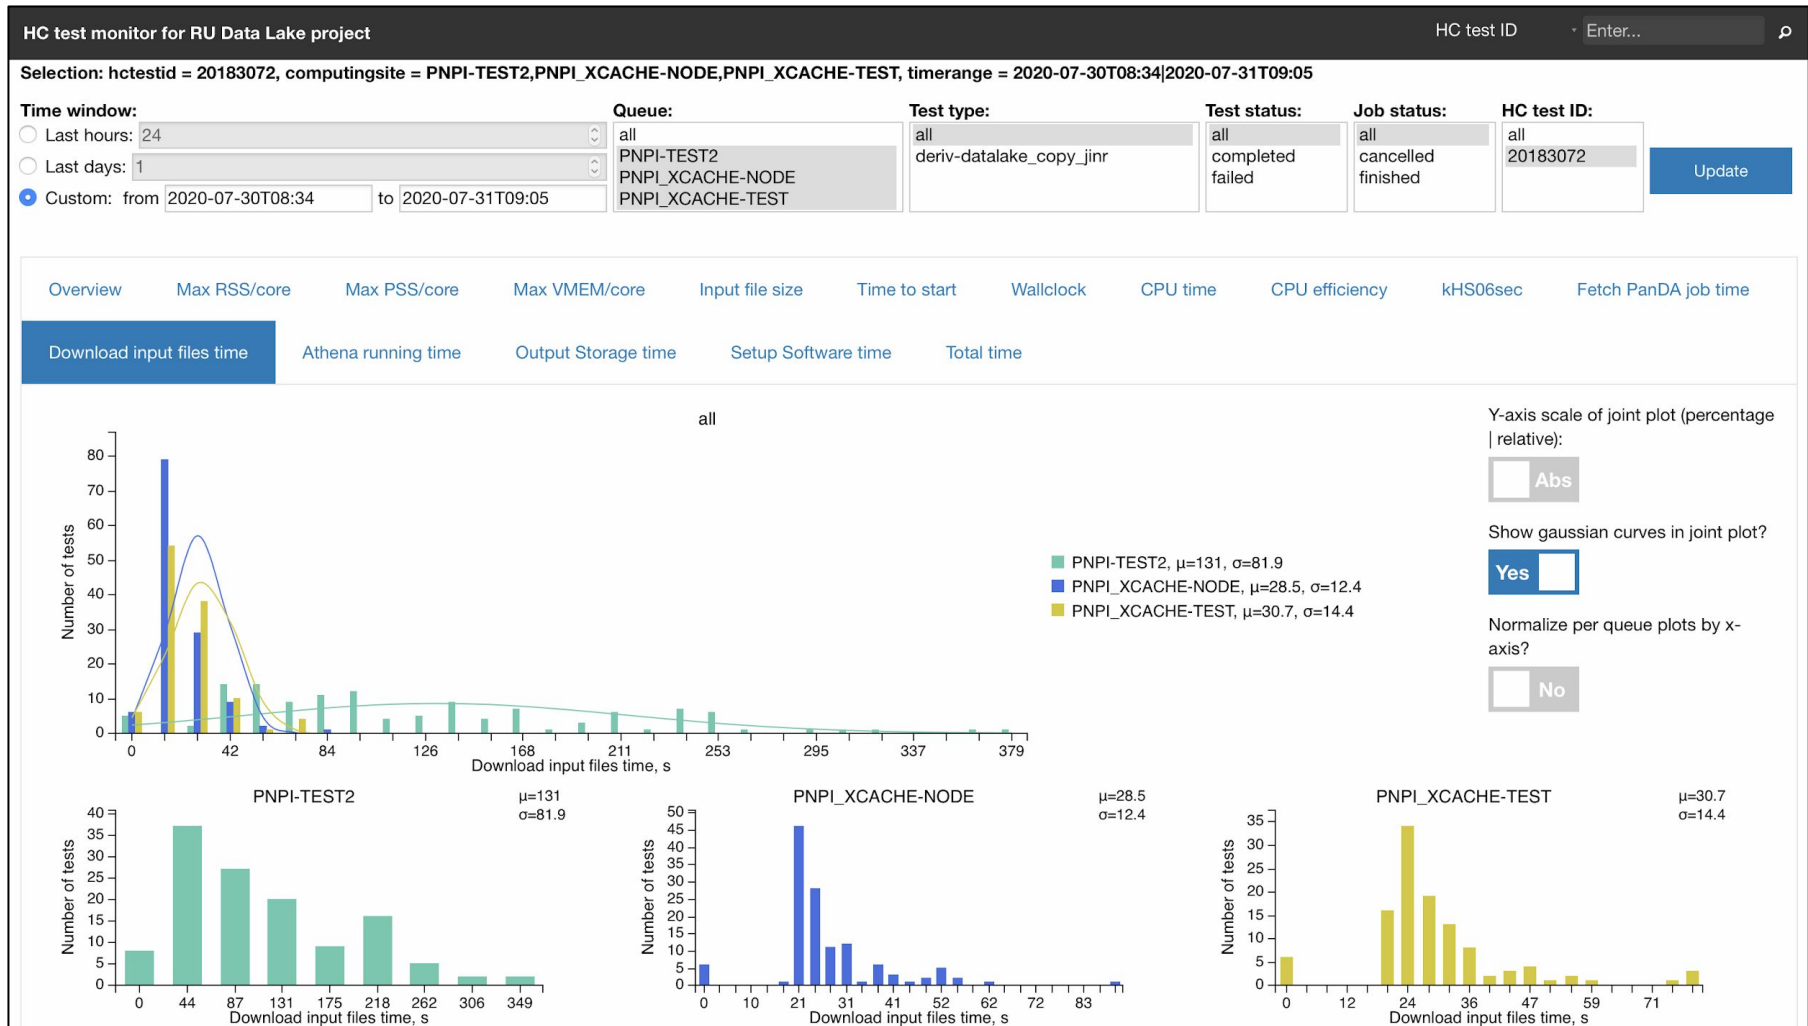 HC test monitor for RU Data Lake project
HC test ID Enter...
Selection: hctestid = 20183072, computingsite = PNPI-TEST2,PNPI_XCACHE-NODE,PNPI_XCACHE-TEST, timerange = 2020-07-30T08:34|2020-07-31T09:05
Time window: Queue: Test type: Test status: Job status: HC test ID:
Last hours: 24 all all all all all
Last days: 1 PNPI-TEST2 deriv-datalake_copy_jinr completed cancelled 20183072
PNPI_XCACHE-NODE failed finished Update
Custom: from 2020-07-30T08:34 to 2020-07-31T09:05 PNPI_XCACHE-TEST
Overview Max RSS/core Max PSS/core Max VMEM/core Input file size Time to start Wallclock CPU time CPU efficiency kHS06sec Fetch PanDA job time
Download input files time Athena running time Output Storage time Setup Software time Total time
all
80
70
60
50
40
30
20
10
0
Number of tests
0 42 84 126 168 211 253 295 337 379
Download input files time, s
PNPI-TEST2, μ=131, σ=81.9
PNPI_XCACHE-NODE, μ=28.5, σ=12.4
PNPI_XCACHE-TEST, μ=30.7, σ=14.4
Y-axis scale of joint plot (percentage
| relative):
Abs
Show gaussian curves in joint plot?
Yes
Normalize per queue plots by x-
axis?
No
PNPI-TEST2
μ=131
σ=81.9
40
35
30
25
20
15
10
5
0
Number of tests
0 44 87 131 175 218 262 306 349
Download input files time, s
PNPI_XCACHE-NODE
μ=28.5
σ=12.4
50
45
40
35
30
25
20
15
10
5
0
Number of tests
0 10 21 31 41 52 62 72 83
Download input files time, s
PNPI_XCACHE-TEST
μ=30.7
σ=14.4
35
30
25
20
15
10
5
0
Number of tests
0 12 24 36 47 59 71
Download input files time, s